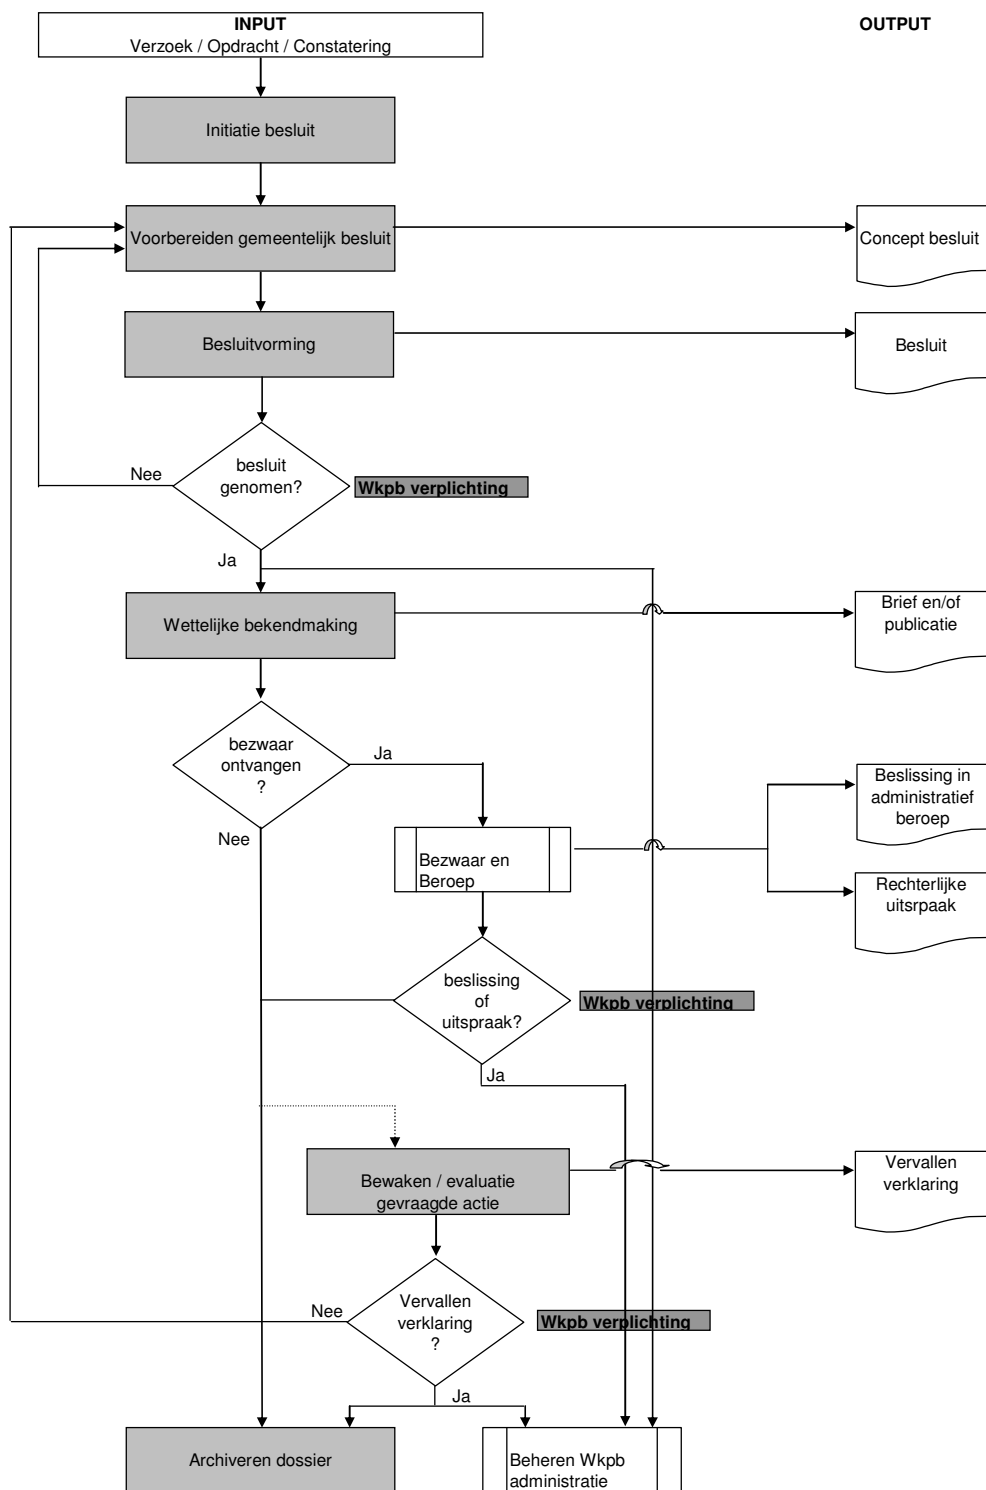 INPUT
Verzoek / Opdracht / Constatering
OUTPUT
Initiatie besluit
Voorbereiden gemeentelijk besluit
Concept besluit
Besluitvorming
Besluit
besluit
genomen?
Nee
Wkpb verplichting
Ja
Wettelijke bekendmaking
Brief en/of
publicatie
bezwaar
ontvangen
?
Ja
Nee
Bezwaar en
Beroep
Beslissing in
administratief
beroep
Rechterlijke
uitsrpaak
beslissing
of
uitspraak?
Wkpb verplichting
Ja
Bewaken / evaluatie
gevraagde actie
Vervallen
verklaring
Vervallen
verklaring
?
Nee
Wkpb verplichting
Ja
Archiveren dossier
Beheren Wkpb
administratie